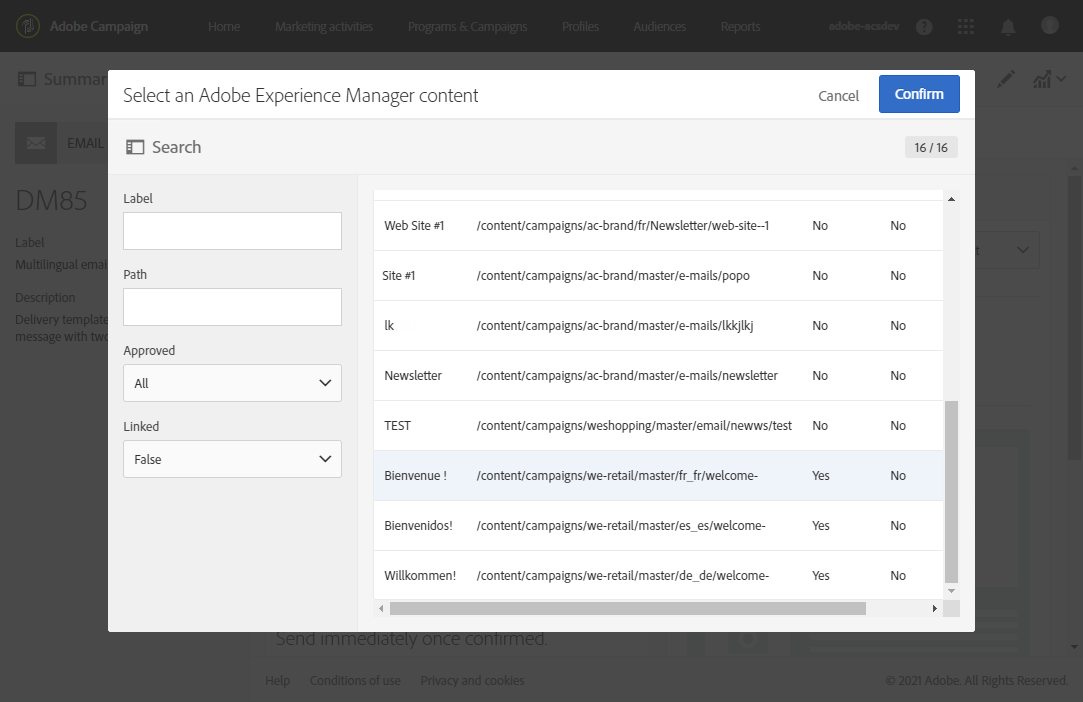 Adobe Campaign Home Marketing activities Programs & Campaigns Profiles Audiences Reports adobe-acsdev
Summar
Select an Adobe Experience Manager content Cancel Confirm
Search 16 / 16
EMAIL
DM85
Label
Multilingual emai
Description
Delivery template
message with two
Label
Path
Approved
All
Linked
False
Web Site #1 /content/campaigns/ac-brand/fr/Newsletter/web-site--1 No No
Site #1 /content/campaigns/ac-brand/master/e-mails/popo No No
lk /content/campaigns/ac-brand/master/e-mails/lkkjlkj No No
Newsletter /content/campaigns/ac-brand/master/e-mails/newsletter No No
TEST /content/campaigns/weshopping/master/email/newws/test No No
Bienvenue ! /content/campaigns/we-retail/master/fr_fr/welcome- Yes No
Bienvenidos! /content/campaigns/we-retail/master/es_es/welcome- Yes No
Willkommen! /content/campaigns/we-retail/master/de_de/welcome- Yes No
Send immediately once confirmed.
Help Conditions of use Privacy and cookies © 2021 Adobe. All Rights Reserved.